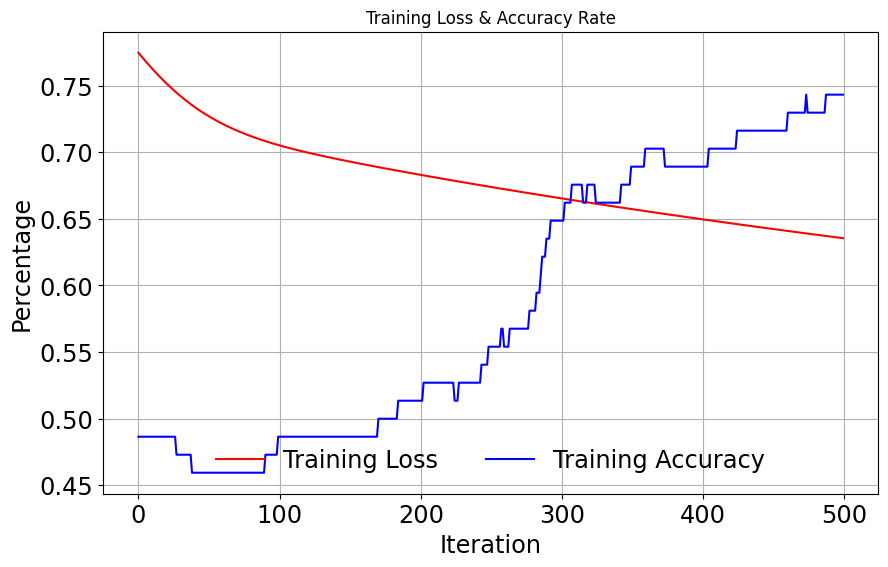 Training Loss & Accuracy Rate
Percentage
0.75
0.70
0.65
0.60
0.55
0.50
0.45
Training Loss
Training Accuracy
0
100
200
300
400
500
Iteration